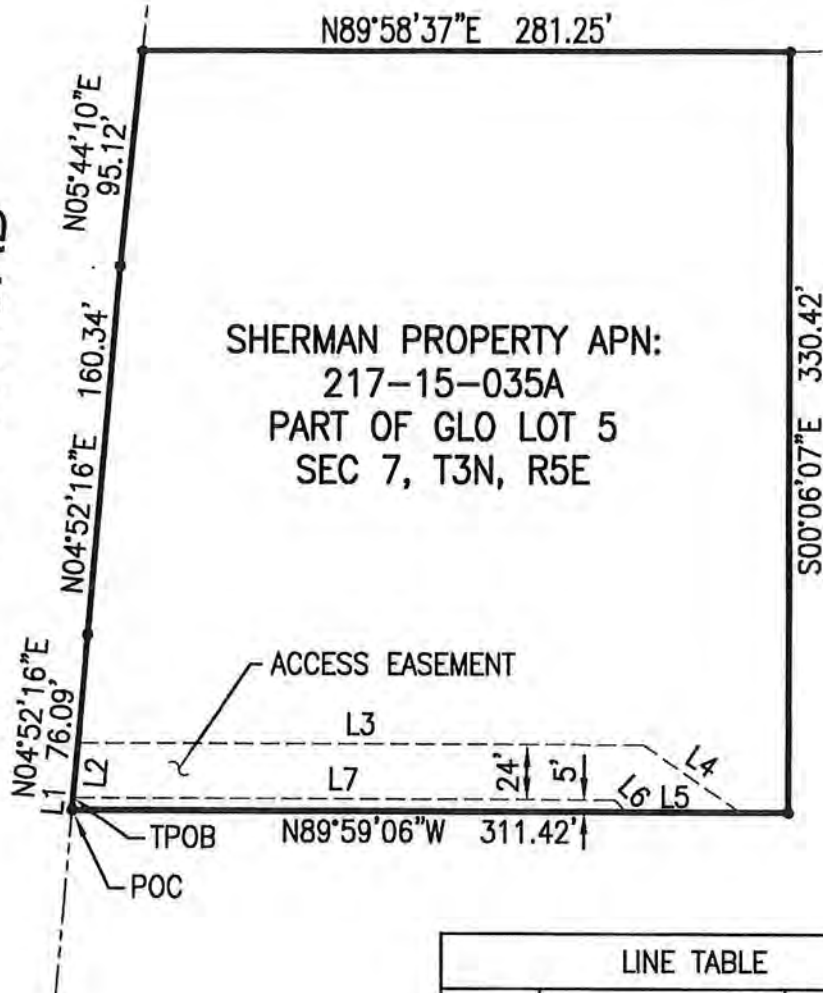 N89°58'37"E 281.25'
N05°44'10"E
95.12'
N04°52'16"E 160.34'
SHERMAN PROPERTY APN:
217-15-035A
PART OF GLO LOT 5
SEC 7, T3N, R5E
S00°06'07"E 330.42'
N04°52'16"E
76.09'
ACCESS EASEMENT
L3
L4
L2
L7
24'
5'
L6
L5
L1
TPOB
N89°59'06"W 311.42'
POC
LINE TABLE